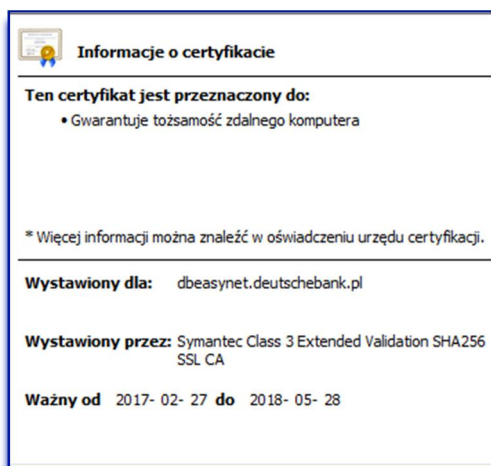 Informacje o certyfikacie
Ten certyfikat jest przeznaczony do:
• Gwarantuje tożsamość zdalnego komputera
* Więcej informacji można znaleźć w oświadczeniu urzędu certyfikacji.
Wystawiony dla: dbeasynet.deutschebank.pl
Wystawiony przez: Symantec Class 3 Extended Validation SHA256
SSL CA
Ważny od 2017- 02- 27 do 2018- 05- 28